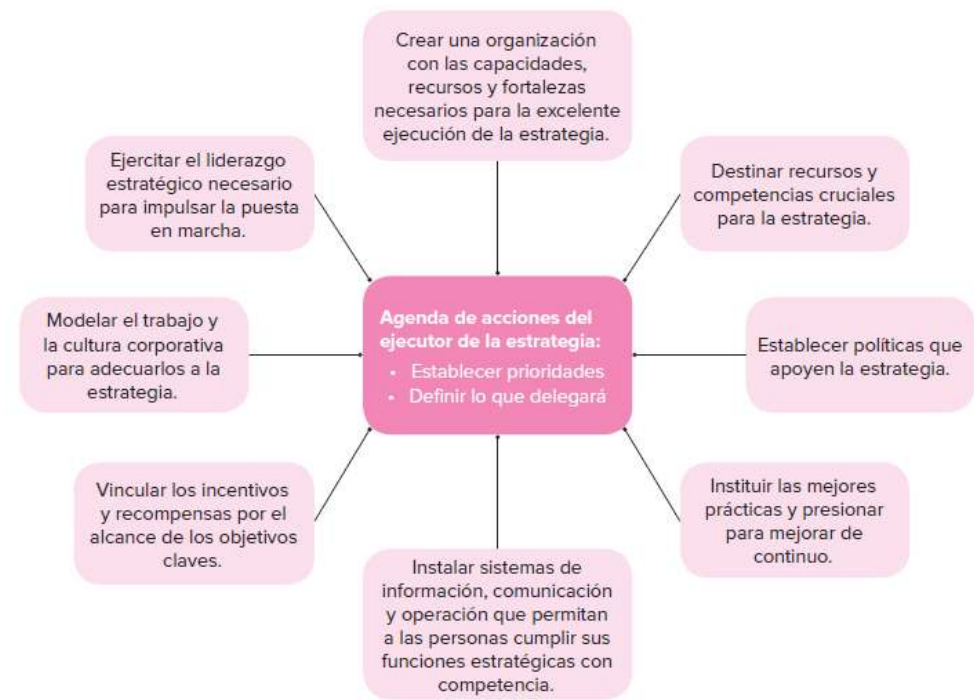 Crear una organización
con las capacidades,
recursos y fortalezas
necesarios para la excelente
ejecución de la estrategia.
Ejercitar el liderazgo
estratégico necesario
para impulsar la puesta
en marcha.
Destinar recursos y
competencias cruciales
para la estrategia.
Modelar el trabajo y
la cultura corporativa
para adecuarlos a la
estrategia.
Agenda de acciones del
ejecutor de la estrategia:
• Establecer prioridades
• Definir lo que delegará
Establecer políticas que
apoyen la estrategia.
Vincular los incentivos
y recompensas por el
alcance de los objetivos
claves.
Instituir las mejores
prácticas y presionar
para mejorar de
continuo.
Instalar sistemas de
información, comunicación
y operación que permitan
a las personas cumplir sus
funciones estratégicas con
competencia.